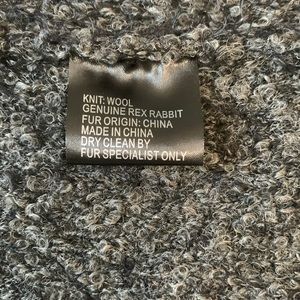 KNIT: WOOL
GENUINE REX RABBIT
FUR ORIGIN: CHINA
MADE IN CHINA
DRY CLEAN BY
FUR SPECIALIST ONLY